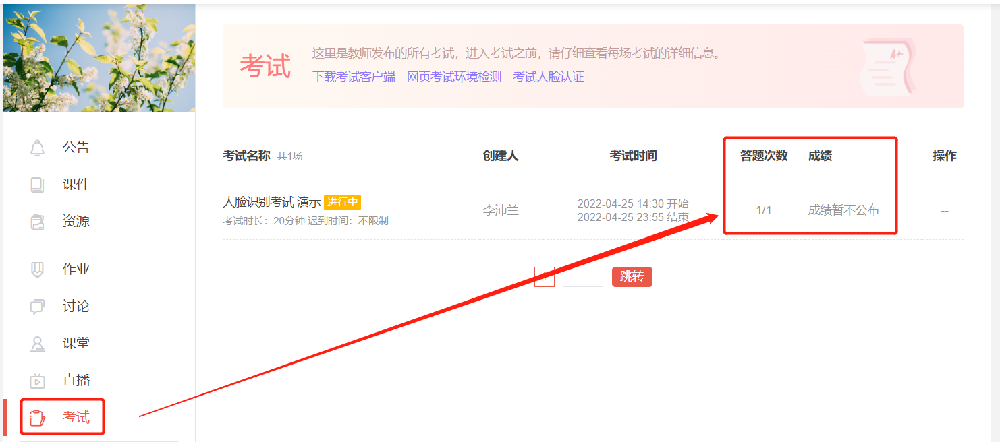 公告
课件
资源
作业
讨论
课堂
直播
考试
考试
这里是教师发布的所有考试，进入考试之前，请仔细查看每场考试的详细信息。
下载考试客户端 网页考试环境检测 考试人脸认证
A+
考试名称 共1场 创建人 考试时间 答题次数 成绩 操作
人脸识别考试 演示 进行中
考试时长：20分钟 迟到时间：不限制
李沛兰
2022-04-25 14:30 开始
2022-04-25 23:55 结束
1/1 成绩暂不公布 --
1 跳转